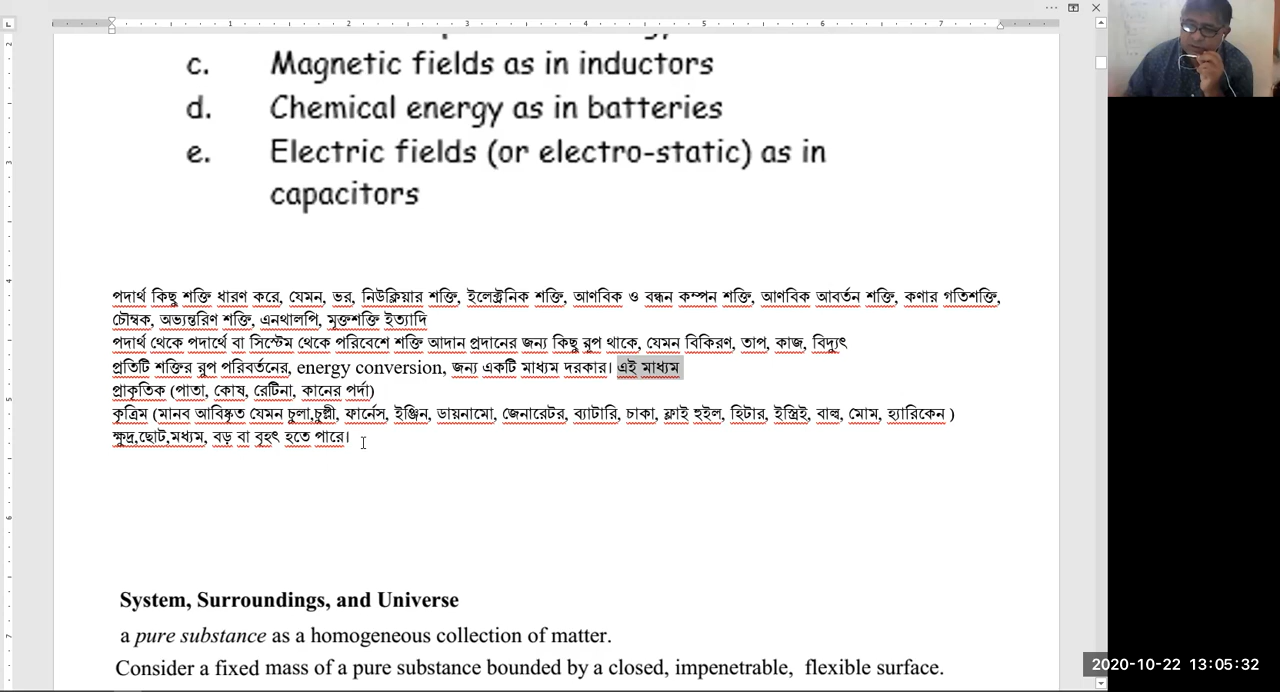 c. Magnetic fields as in inductors
d. Chemical energy as in batteries
e. Electric fields (or electro-static) as in
capacitors
পদার্থ কিছু শক্তি ধারণ করে, যেমন, ভর, নিউক্লিয়ার শক্তি, ইলেক্ট্রনিক শক্তি, আণবিক ও বন্ধন কম্পন শক্তি, আণবিক আবর্তন শক্তি, কণার গতিশক্তি,
চৌম্বক, অভ্যন্তরিণ শক্তি, এনথালপি, মুক্তশক্তি ইত্যাদি
পদার্থ থেকে পদার্থে বা সিস্টেম থেকে পরিবেশে শক্তি আদান প্রদানের জন্য কিছু রুপ থাকে, যেমন বিকিরণ, তাপ, কাজ, বিদ্যুৎ
প্রতিটি শক্তির রুপ পরিবর্তনের, energy conversion, জন্য একটি মাধ্যম দরকার। এই মাধ্যম
প্রাকৃতিক (পাতা, কোষ, রেটিনা, কানের পর্দা)
কৃত্রিম (মানব আবিষ্কৃত যেমন চুলা,চুল্লী, ফার্নেস, ইঞ্জিন, ডায়নামো, জেনারেটর, ব্যাটারি, চাকা, ফ্লাই হুইল, হিটার, ইস্ত্রিই, বাল্ব, মোম, হ্যারিকেন )
ক্ষুদ্র,ছোট,মধ্যম, বড় বা বৃহৎ হতে পারে।
System, Surroundings, and Universe
a pure substance as a homogeneous collection of matter.
Consider a fixed mass of a pure substance bounded by a closed, impenetrable, flexible surface.
2020-10-22 13:05:32